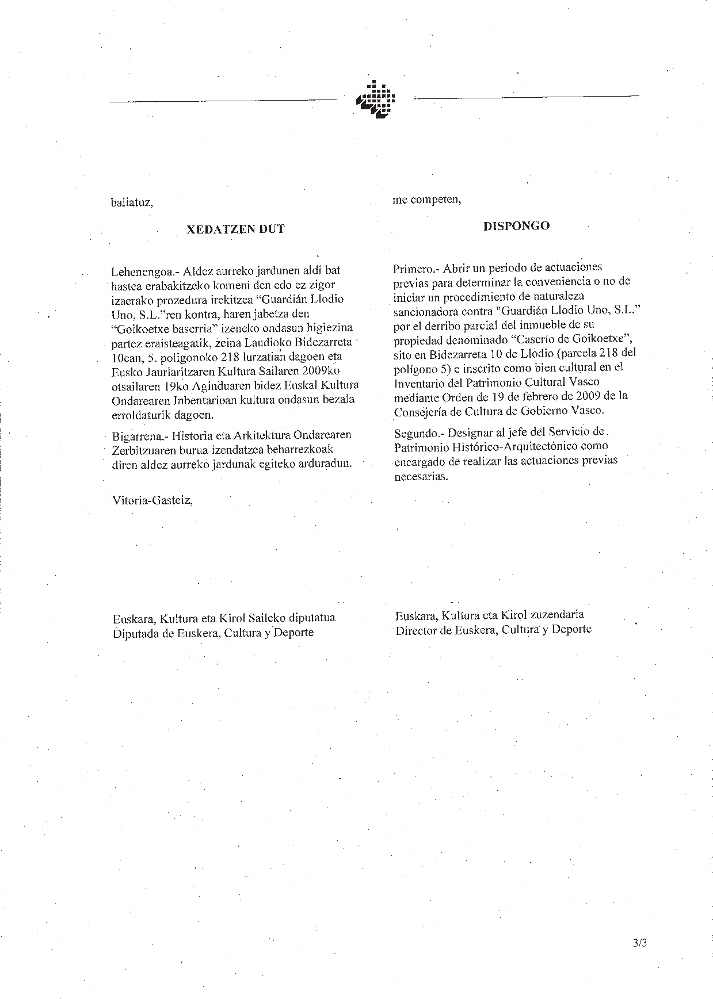 baliatuz,
XEDATZEN DUT
Lehenengoa.- Aldez aurreko jardunen aldi bat
hastea erabakitzeko komeni den edo ez zigor
izaerako prozedura irekitzea “Guardián Llodio
Uno, S.L.”ren kontra, haren jabetza den
“Goikoetxe baserria” izeneko ondasun higiezina
partez eraisteagatik, zeina Laudioko Bidezarreta
10ean, 5. poligonoko 218 lurzatian dagoen eta
Eusko Jaurlaritzaren Kultura Sailaren 2009ko
otsailaren 19ko Aginduaren bidez Euskal Kultura
Ondarearen Inbentarioan kultura ondasun bezala
erroldaturik dagoen.
Bigarrena.- Historia eta Arkitektura Ondarearen
Zerbitzuaren burua izendatzea beharrezkoak
diren aldez aurreko jardunak egiteko arduradun.
Vitoria-Gasteiz,
Euskara, Kultura eta Kirol Saileko diputatua
Diputada de Euskera, Cultura y Deporte
me competen,
DISPONGO
Primero.- Abrir un periodo de actuaciones
previas para determinar la conveniencia o no de
iniciar un procedimiento de naturaleza
sancionadora contra "Guardián Llodio Uno, S.L.”
por el derribo parcial del inmueble de su
propiedad denominado “Caserío de Goikoetxe”,
sito en Bidezarreta 10 de Llodio (parcela 218 del
polígono 5) e inscrito como bien cultural en el
Inventario del Patrimonio Cultural Vasco
mediante Orden de 19 de febrero de 2009 de la
Consejería de Cultura de Gobierno Vasco.
Segundo.- Designar al jefe del Servicio de
Patrimonio Histórico-Arquitectónico como
encargado de realizar las actuaciones previas
necesarias.
Euskara, Kultura eta Kirol zuzendaria
Director de Euskera, Cultura y Deporte
3/3